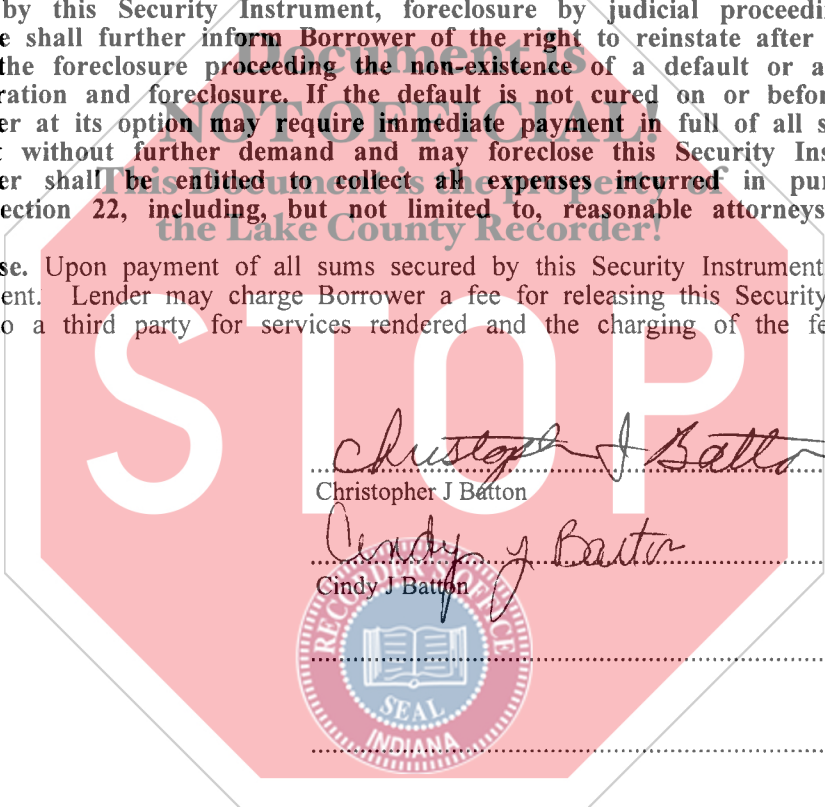 by this Security Instrument, foreclosure by judicial proceedi
e shall further inform Borrower of the right to reinstate after
the foreclosure proceeding the non-existence of a default or a
ration and foreclosure. If the default is not cured on or befor
er at its option may require immediate payment in full of all s
t without further demand and may foreclose this Security Ins
er shall be entitled to collect all expenses incurred in pur
ection 22, including, but not limited to, reasonable attorneys
Document is
NOT OFFICIAL!
This Document is the property of
the Lake County Recorder!
se. Upon payment of all sums secured by this Security Instrument
ent. Lender may charge Borrower a fee for releasing this Security
o a third party for services rendered and the charging of the fe
STOP
Christopher J Batto
Christopher J Batton
Cindy J Batton
Cindy J Batton
RECORDER'S OFFICE
SEAL
INDIANA